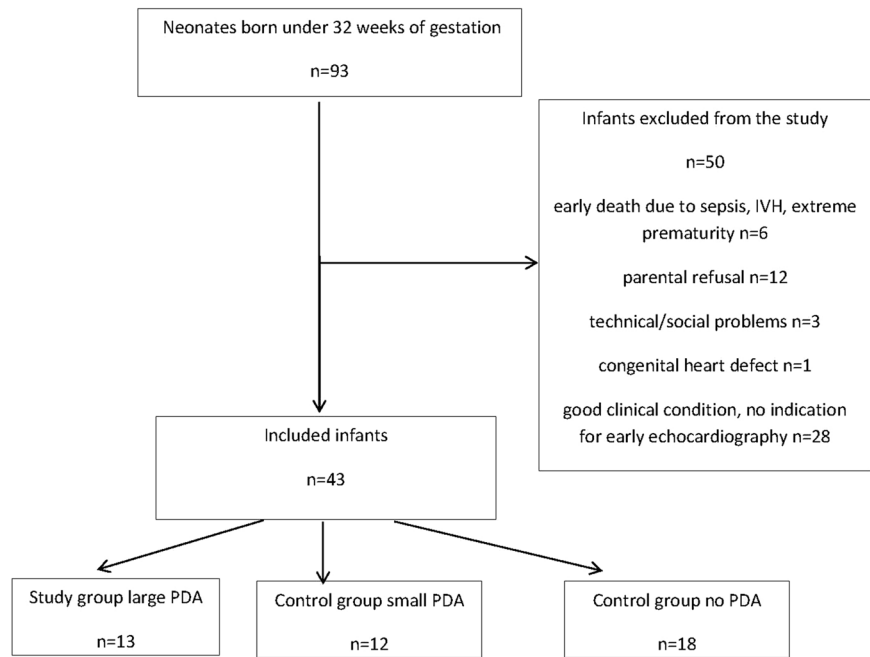 Neonates born under 32 weeks of gestation
n=93
Infants excluded from the study
n=50
early death due to sepsis, IVH, extreme
prematurity n=6
parental refusal n=12
technical/social problems n=3
congenital heart defect n=1
good clinical condition, no indication
for early echocardiography n=28
Included infants
n=43
Study group large PDA
n=13
Control group small PDA
n=12
Control group no PDA
n=18